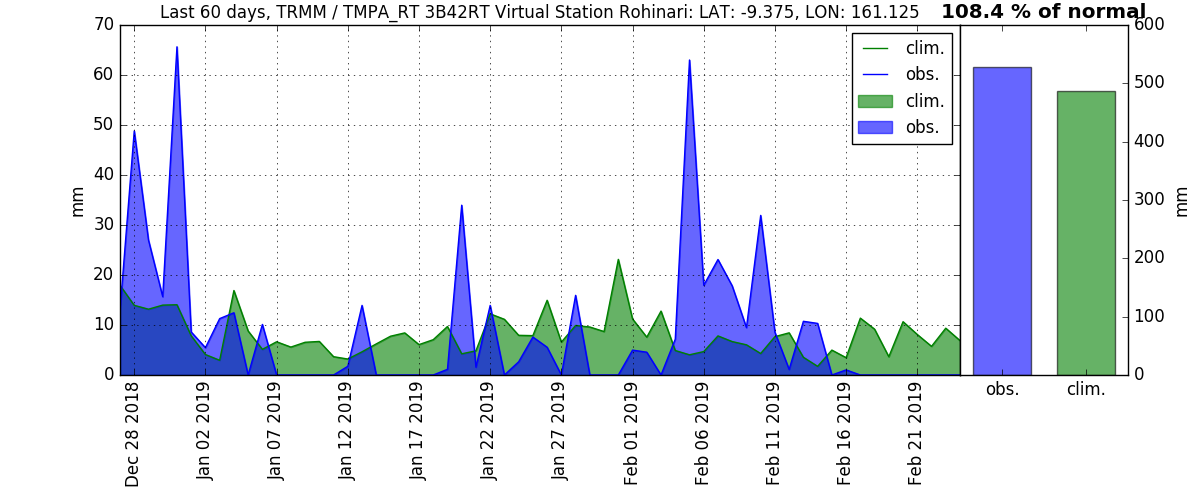 Last 60 days, TRMM / TMPA_RT 3B42RT Virtual Station Rohinari: LAT: -9.375, LON: 161.125
108.4 % of normal
70
60
50
40
30
20
10
0
mm
clim.
obs.
clim.
obs.
600
500
400
300
200
100
0
mm
obs.
clim.
Dec 28 2018
Jan 02 2019
Jan 07 2019
Jan 12 2019
Jan 17 2019
Jan 22 2019
Jan 27 2019
Feb 01 2019
Feb 06 2019
Feb 11 2019
Feb 16 2019
Feb 21 2019